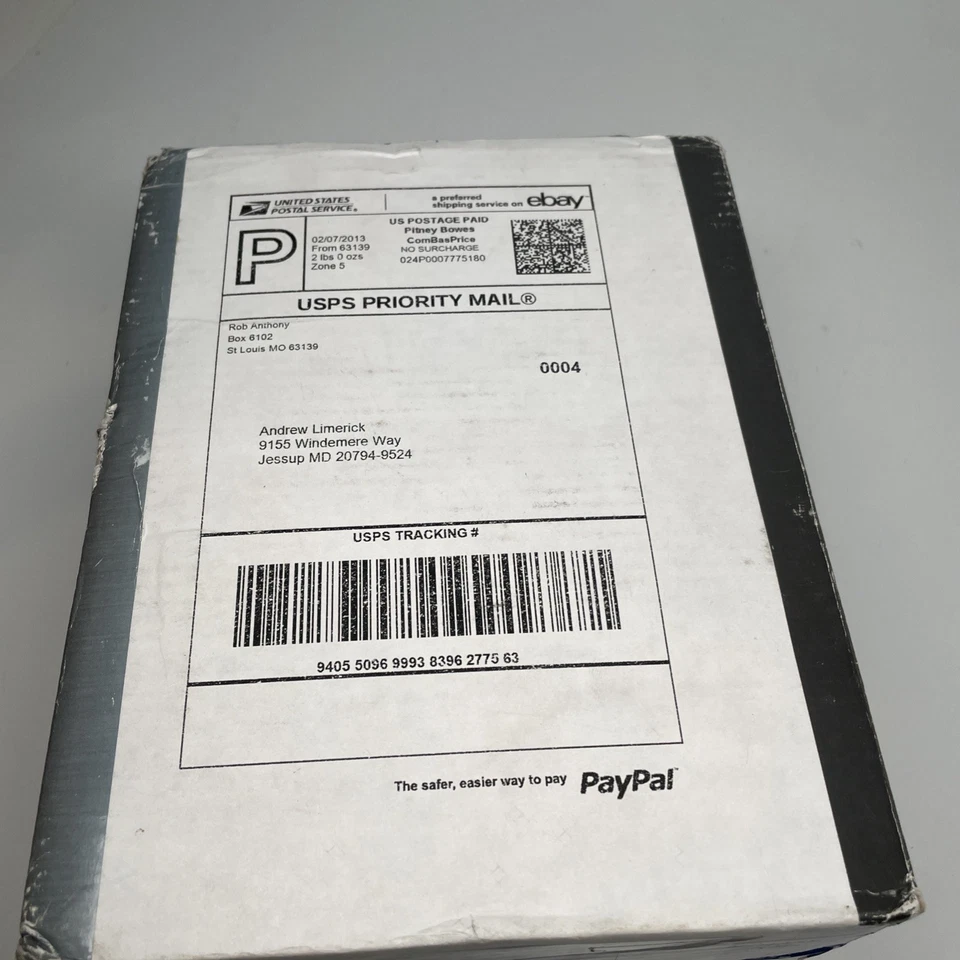 UNITED STATES
POSTAL SERVICE®
a preferred
shipping service on ebay
P
02/07/2013
From 63139
2 lbs 0 ozs
Zone 5
US POSTAGE PAID
Pitney Bowes
ComBasPrice
NO SURCHARGE
024P0007775180
USPS PRIORITY MAIL®
Rob Anthony
Box 6102
St Louis MO 63139
0004
Andrew Limerick
9155 Windemere Way
Jessup MD 20794-9524
USPS TRACKING #
9405 5096 9993 8396 2775 63
The safer, easier way to pay PayPal™